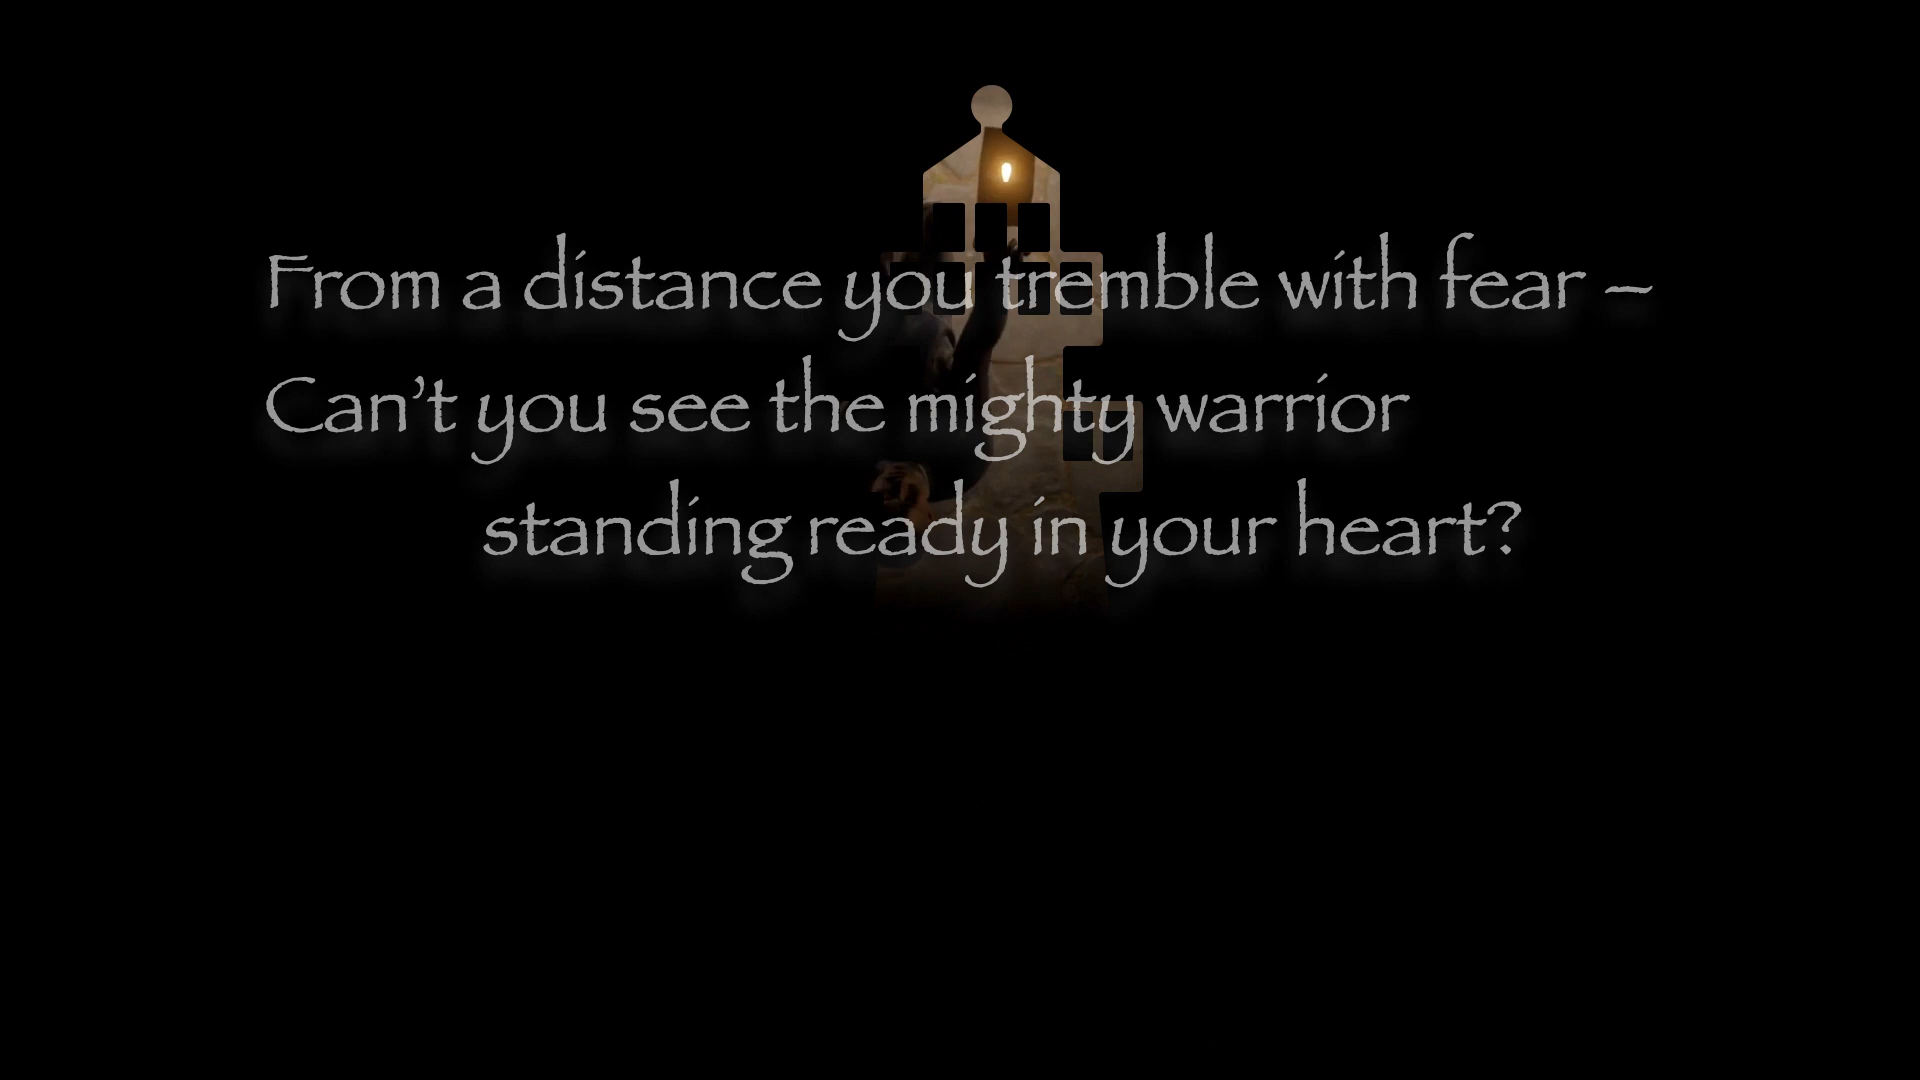 From a distance you tremble with fear –
Can’t you see the mighty warrior
standing ready in your heart?